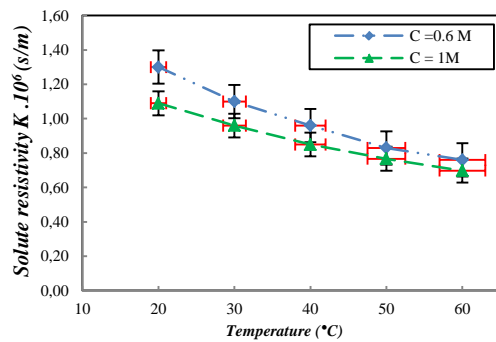 Solute resistivity K .10⁶ (s/m)
1,60
1,40
1,20
1,00
0,80
0,60
0,40
0,20
0,00
10 20 30 40 50 60
Temperature (°C)
C =0.6 M
C = 1M